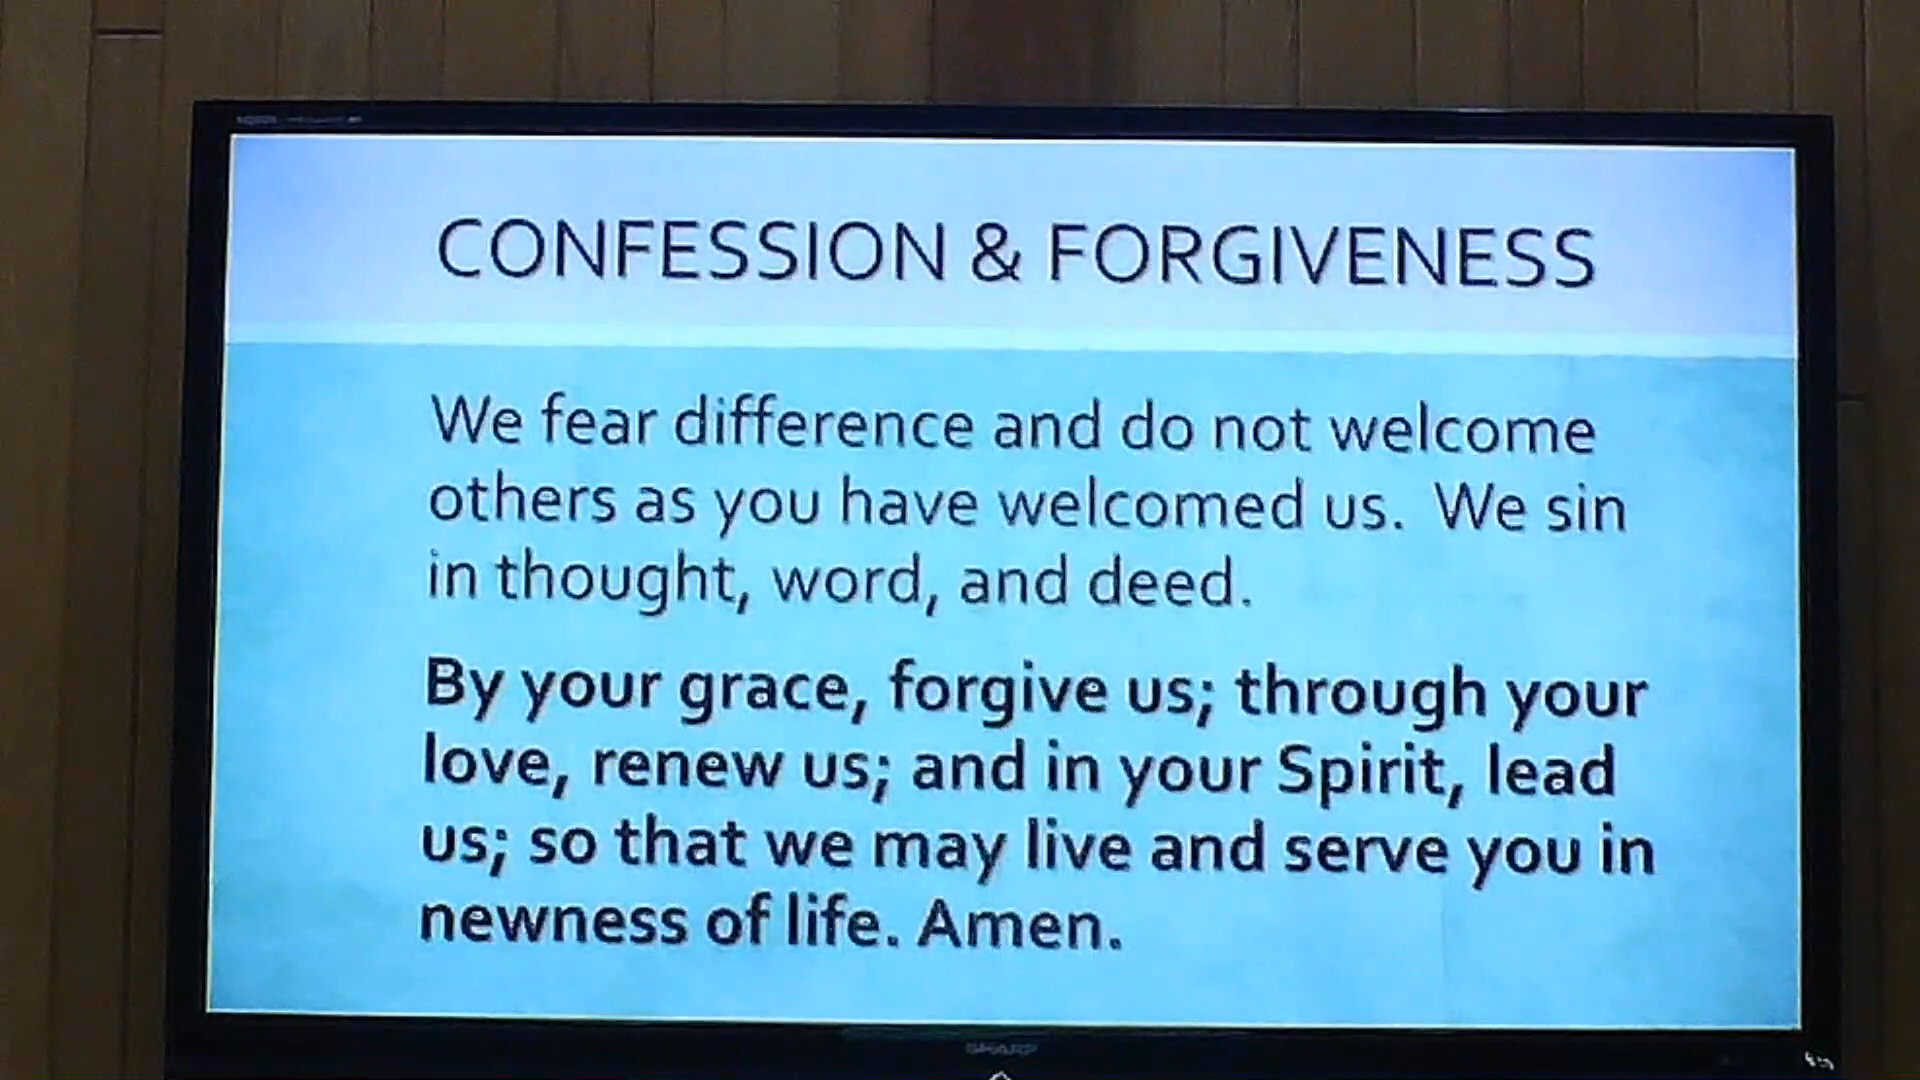 CONFESSION & FORGIVENESS
We fear difference and do not welcome
others as you have welcomed us. We sin
in thought, word, and deed.
By your grace, forgive us; through your
love, renew us; and in your Spirit, lead
us; so that we may live and serve you in
newness of life. Amen.
SHARP